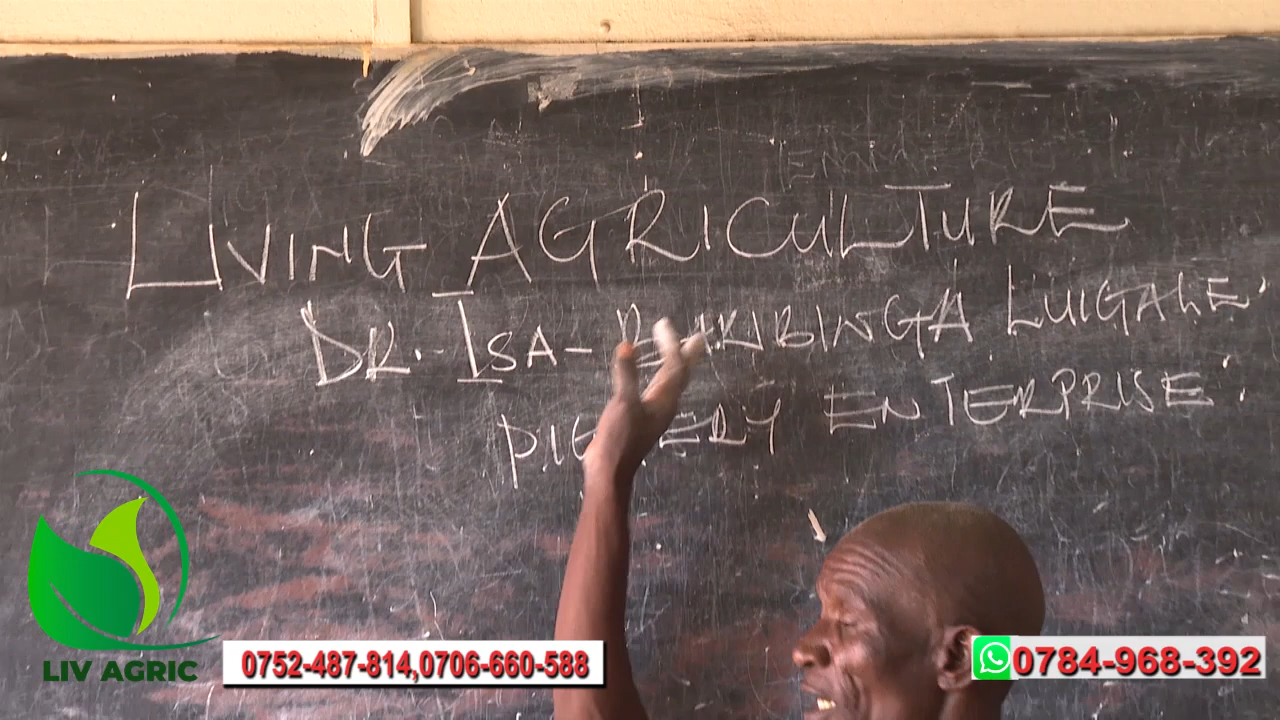 LIVING AGRICULTURE
DR. - ISA - LUIGALE.
ENTERPRISE.
LIV AGRIC
0752-487-814,0706-660-588
0784-968-392